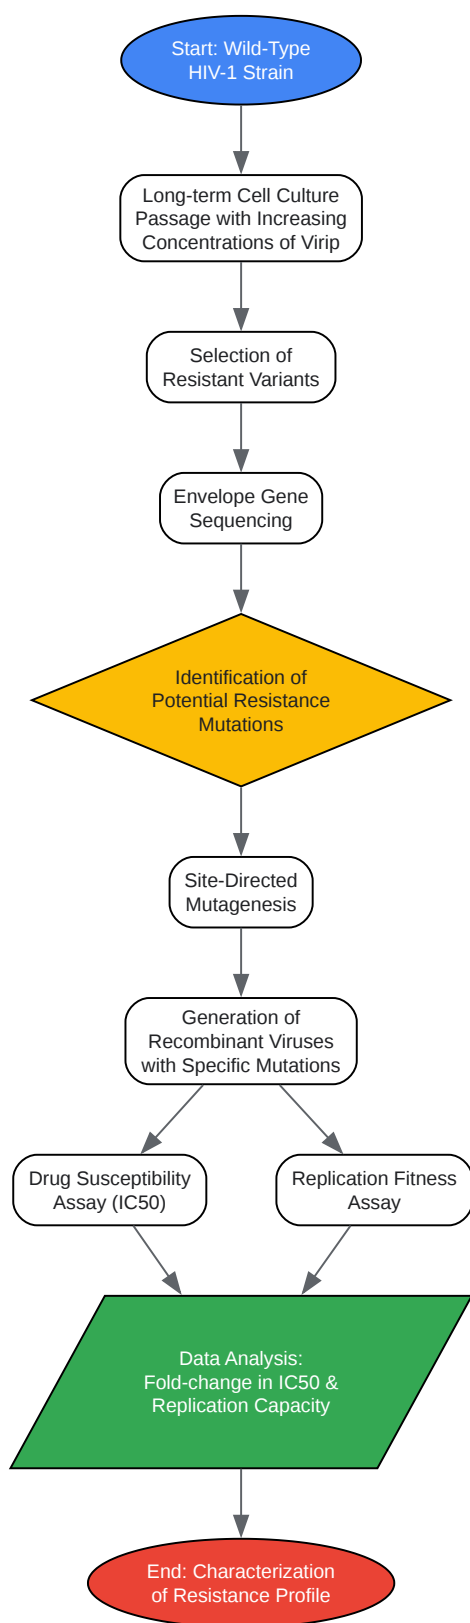 Start: Wild-Type
HIV-1 Strain
Long-term Cell Culture
Passage with Increasing
Concentrations of Virip
Selection of
Resistant Variants
Envelope Gene
Sequencing
Identification of
Potential Resistance
Mutations
Site-Directed
Mutagenesis
Generation of
Recombinant Viruses
with Specific Mutations
Drug Susceptibility
Assay (IC50)
Replication Fitness
Assay
Data Analysis:
Fold-change in IC50 &
Replication Capacity
End: Characterization
of Resistance Profile